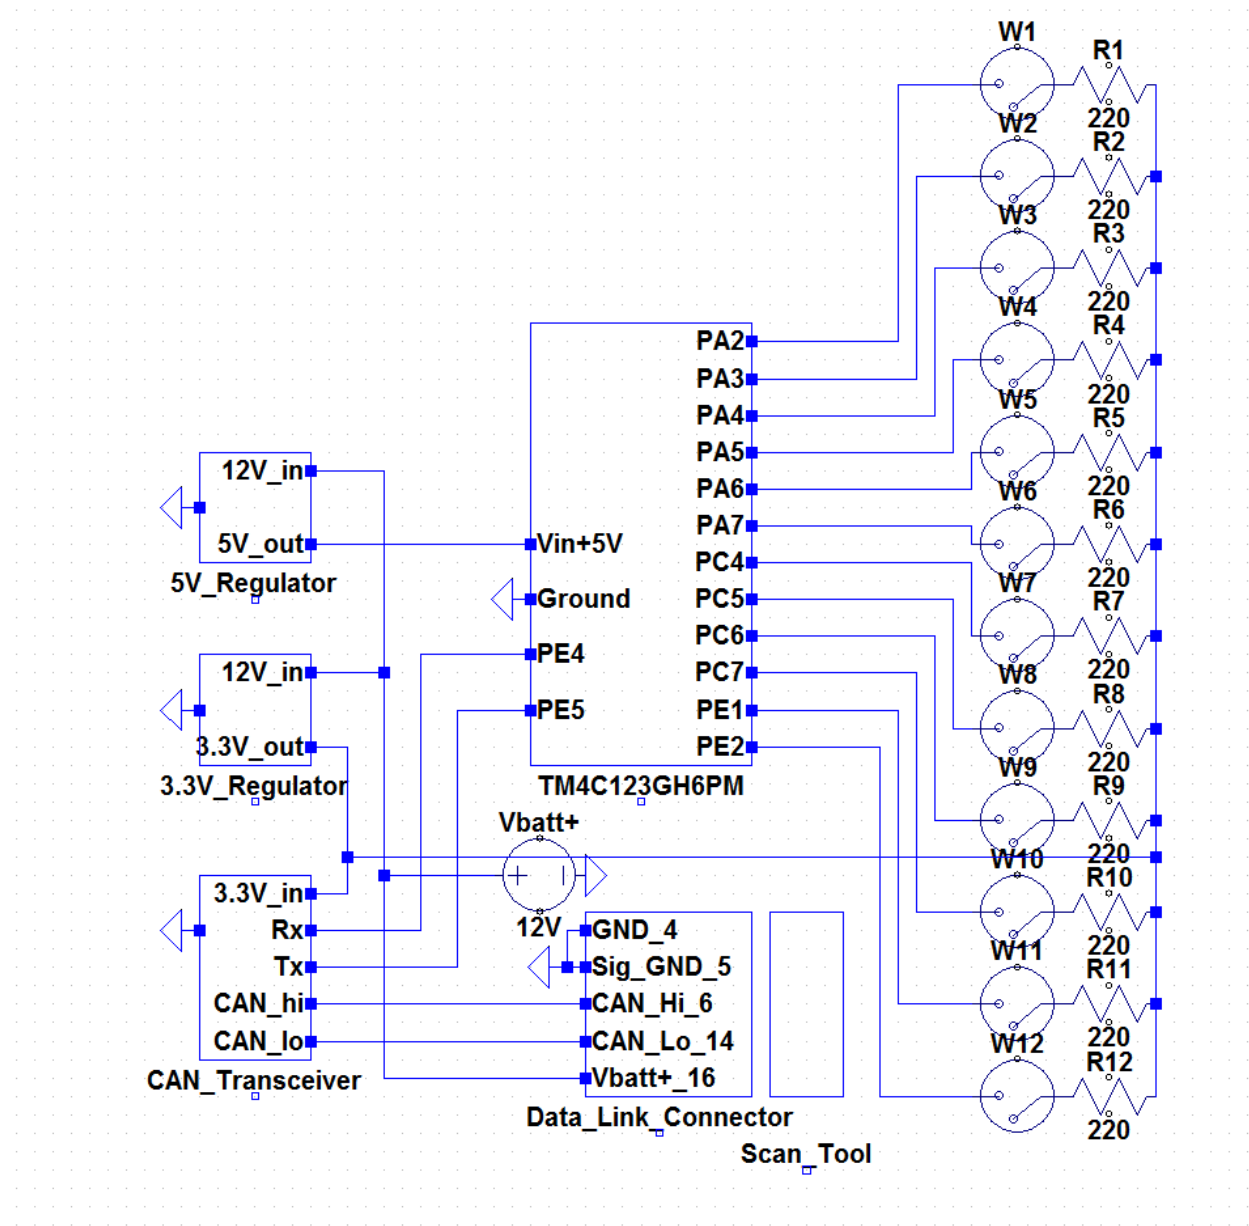 W1
R1
220
W2
R2
220
W3
R3
220
W4
R4
220
W5
R5
220
W6
R6
220
W7
R7
220
W8
R8
220
W9
R9
220
W10
R10
220
W11
R11
220
W12
R12
220
PA2
PA3
PA4
PA5
PA6
PA7
PC4
PC5
PC6
PC7
PE1
PE2
Vin+5V
Ground
PE4
PE5
TM4C123GH6PM
12V_in
5V_out
5V_Regulator
12V_in
3.3V_out
3.3V_Regulator
Vbatt+
12V
3.3V_in
Rx
Tx
CAN_hi
CAN_lo
CAN_Transceiver
GND_4
Sig_GND_5
CAN_Hi_6
CAN_Lo_14
Vbatt+_16
Data_Link_Connector
Scan_Tool